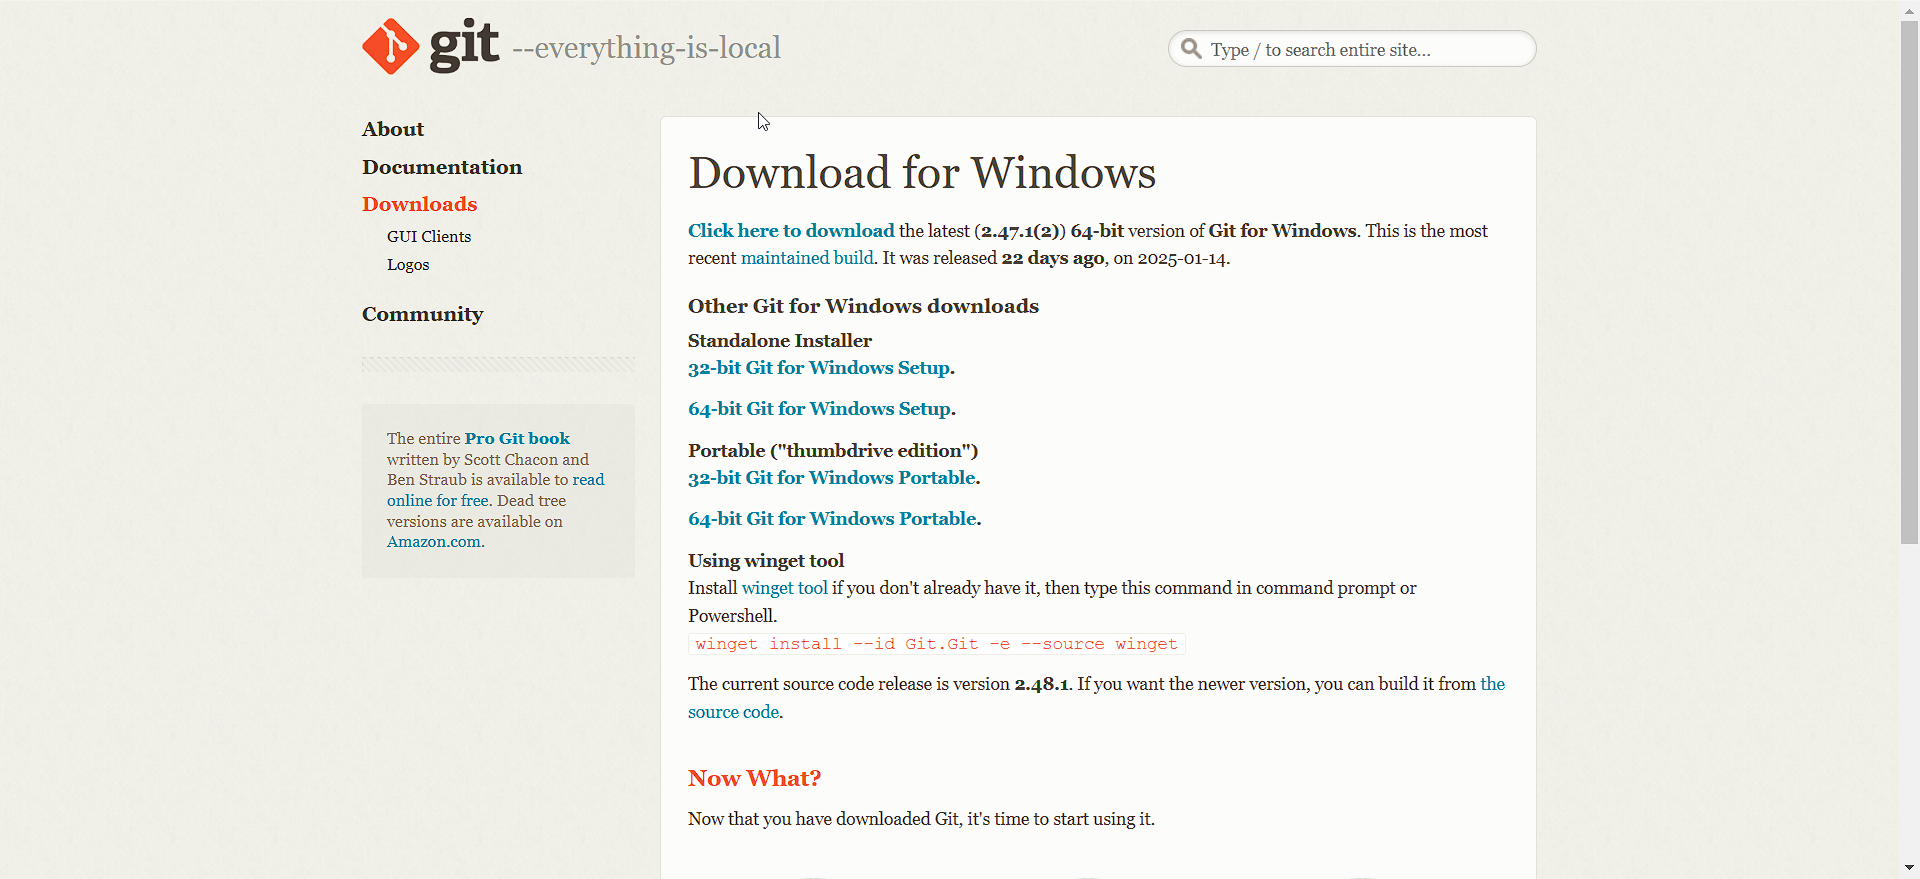 git --everything-is-local
Type / to search entire site...
About
Documentation
Downloads
GUI Clients
Logos
Community
The entire Pro Git book
written by Scott Chacon and
Ben Straub is available to read
online for free. Dead tree
versions are available on
Amazon.com.
Download for Windows
Click here to download the latest (2.47.1(2)) 64-bit version of Git for Windows. This is the most
recent maintained build. It was released 22 days ago, on 2025-01-14.
Other Git for Windows downloads
Standalone Installer
32-bit Git for Windows Setup.
64-bit Git for Windows Setup.
Portable ("thumbdrive edition")
32-bit Git for Windows Portable.
64-bit Git for Windows Portable.
Using winget tool
Install winget tool if you don't already have it, then type this command in command prompt or
Powershell.
winget install --id Git.Git -e --source winget
The current source code release is version 2.48.1. If you want the newer version, you can build it from the
source code.
Now What?
Now that you have downloaded Git, it's time to start using it.